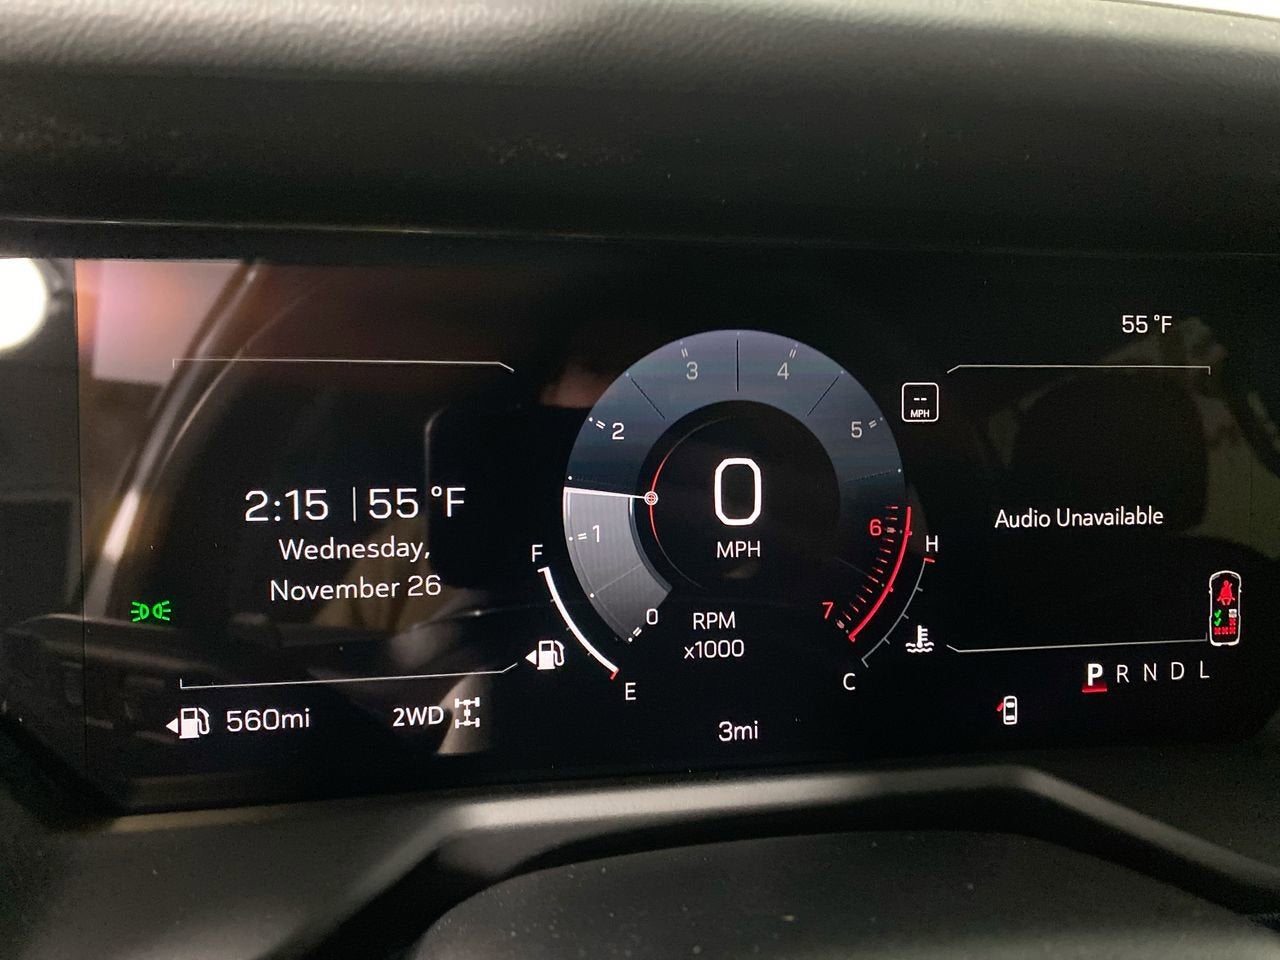 55 °F
3 4
2 5
-- MPH
2:15 | 55 °F
Wednesday,
November 26
1
0
MPH
Audio Unavailable
6
7
F
H
0
RPM
x1000
E
C
P R N D L
560mi
2WD
3mi